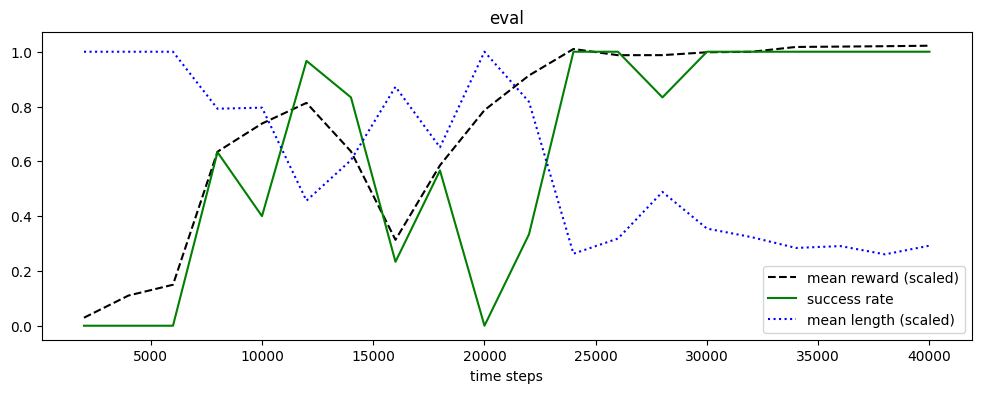 eval
1.0
0.8
0.6
0.4
0.2
0.0
mean reward (scaled)
success rate
mean length (scaled)
5000 10000 15000 20000 25000 30000 35000 40000
time steps